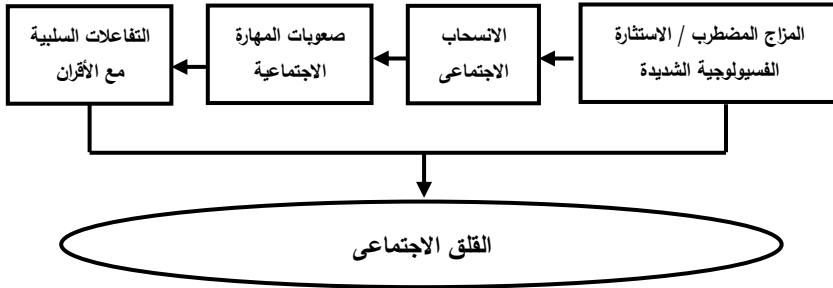 المزاج المضطرب / الاستثارة
الفسيولوجية الشديدة
الانسحاب
الاجتماعى
صعوبات المهارة
الاجتماعية
التفاعلات السلبية
مع الأقران
القلق الاجتماعى